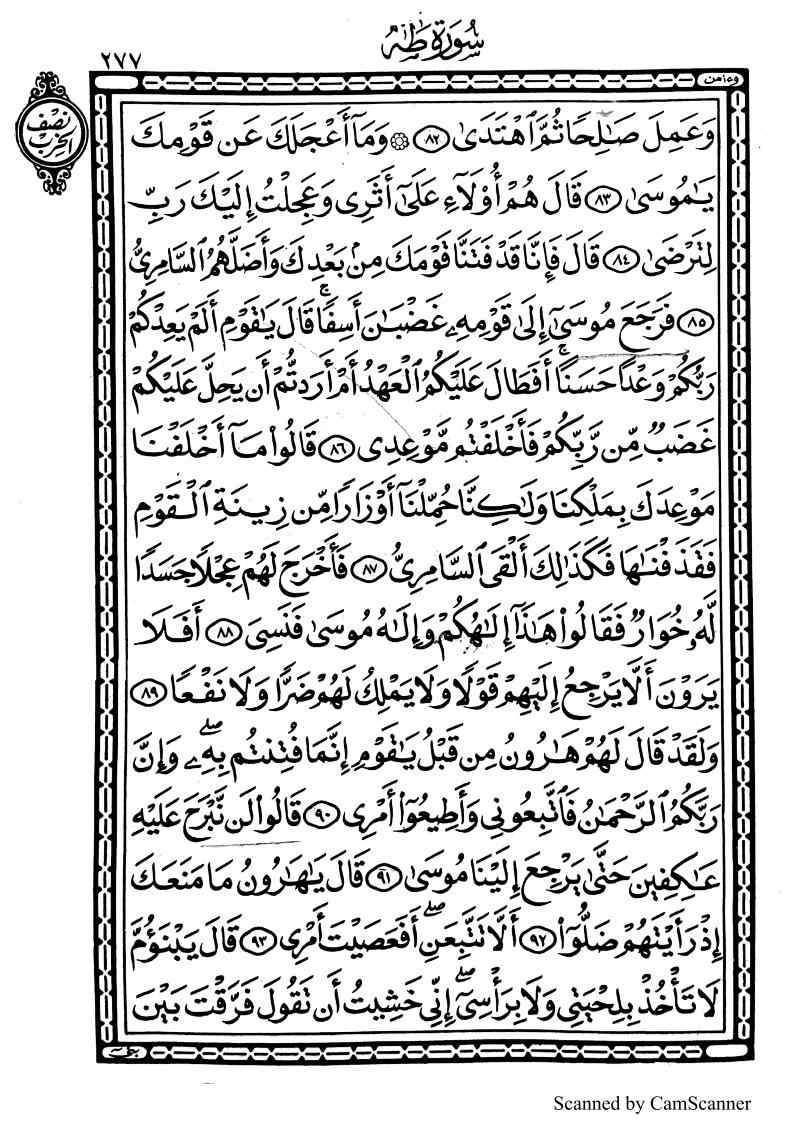 سُورَةُ طه
٢٧٧
وءامن
نصف
الحزب
وَعَمِلَ صَٰلِحًا ثُمَّ ٱهْتَدَىٰ ٨٢ ۞ وَمَآ أَعْجَلَكَ عَن قَوْمِكَ
يَٰمُوسَىٰ ٨٣ قَالَ هُمْ أُوْلَآءِ عَلَىٰٓ أَثَرِى وَعَجِلْتُ إِلَيْكَ رَبِّ
لِتَرْضَىٰ ٨٤ قَالَ فَإِنَّا قَدْ فَتَنَّا قَوْمَكَ مِنۢ بَعْدِكَ وَأَضَلَّهُمُ ٱلسَّامِرِىُّ
٨٥ فَرَجَعَ مُوسَىٰٓ إِلَىٰ قَوْمِهِۦ غَضْبَٰنَ أَسِفًاۚ قَالَ يَٰقَوْمِ أَلَمْ يَعِدْكُمْ
رَبُّكُمْ وَعْدًا حَسَنًاۚ أَفَطَالَ عَلَيْكُمُ ٱلْعَهْدُ أَمْ أَرَدتُّمْ أَن يَحِلَّ عَلَيْكُمْ
غَضَبٌ مِّن رَّبِّكُمْ فَأَخْلَفْتُم مَّوْعِدِى ٨٦ قَالُوا۟ مَآ أَخْلَفْنَا
مَوْعِدَكَ بِمَلْكِنَا وَلَٰكِنَّا حُمِّلْنَآ أَوْزَارًا مِّن زِينَةِ ٱلْقَوْمِ
فَقَذَفْنَٰهَا فَكَذَٰلِكَ أَلْقَى ٱلسَّامِرِىُّ ٨٧ فَأَخْرَجَ لَهُمْ عِجْلًا جَسَدًا
لَّهُۥ خُوَارٌ فَقَالُوا۟ هَٰذَآ إِلَٰهُكُمْ وَإِلَٰهُ مُوسَىٰ فَنَسِىَ ٨٨ أَفَلَا
يَرَوْنَ أَلَّا يَرْجِعُ إِلَيْهِمْ قَوْلًا وَلَا يَمْلِكُ لَهُمْ ضَرًّا وَلَا نَفْعًا ٨٩
وَلَقَدْ قَالَ لَهُمْ هَٰرُونُ مِن قَبْلُ يَٰقَوْمِ إِنَّمَا فُتِنتُم بِهِۦۖ وَإِنَّ
رَبَّكُمُ ٱلرَّحْمَٰنُ فَٱتَّبِعُونِى وَأَطِيعُوٓا۟ أَمْرِى ٩٠ قَالُوا۟ لَن نَّبْرَحَ عَلَيْهِ
عَٰكِفِينَ حَتَّىٰ يَرْجِعَ إِلَيْنَا مُوسَىٰ ٩١ قَالَ يَٰهَٰرُونُ مَا مَنَعَكَ
إِذْ رَأَيْتَهُمْ ضَلُّوٓا۟ ٩٢ أَلَّا تَتَّبِعَنِۖ أَفَعَصَيْتَ أَمْرِى ٩٣ قَالَ يَبْنَؤُمَّ
لَا تَأْخُذْ بِلِحْيَتِى وَلَا بِرَأْسِىٓۖ إِنِّى خَشِيتُ أَن تَقُولَ فَرَّقْتَ بَيْنَ
Scanned by CamScanner